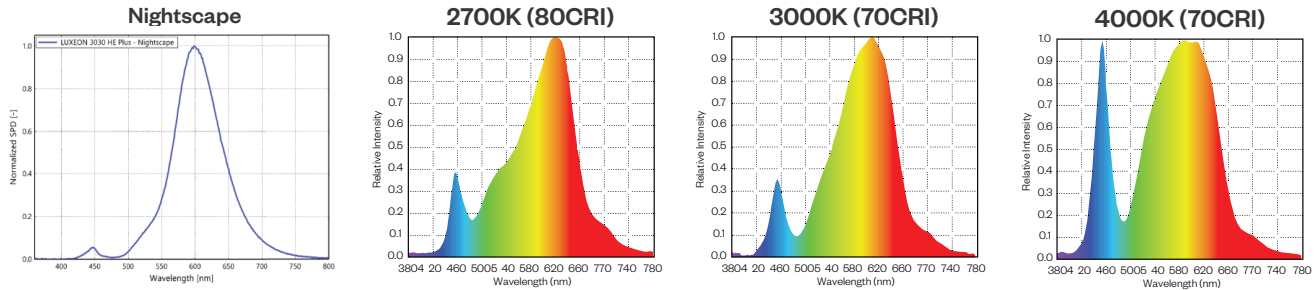 Nightscape
LUXEON 3030 HE Plus - Nightscape
1.0
0.8
0.6
0.4
0.2
0.0
Normalized SPD [-]
400 450 500 550 600 650 700 750 800
Wavelength [nm]
2700K (80CRI)
1.0
0.9
0.8
0.7
0.6
0.5
0.4
0.3
0.2
0.1
0.0
Relative Intensity
3804 20 460 5005 40 580 620 660 700 740 780
Wavelength (nm)
3000K (70CRI)
1.0
0.9
0.8
0.7
0.6
0.5
0.4
0.3
0.2
0.1
0.0
Relative Intensity
3804 20 460 5005 40 580 620 660 770 740 780
Wavelength (nm)
4000K (70CRI)
1.0
0.9
0.8
0.7
0.6
0.5
0.4
0.3
0.2
0.1
0.0
Relative Intensity
3804 20 460 5005 40 580 620 660 770 740 780
Wavelength (nm)